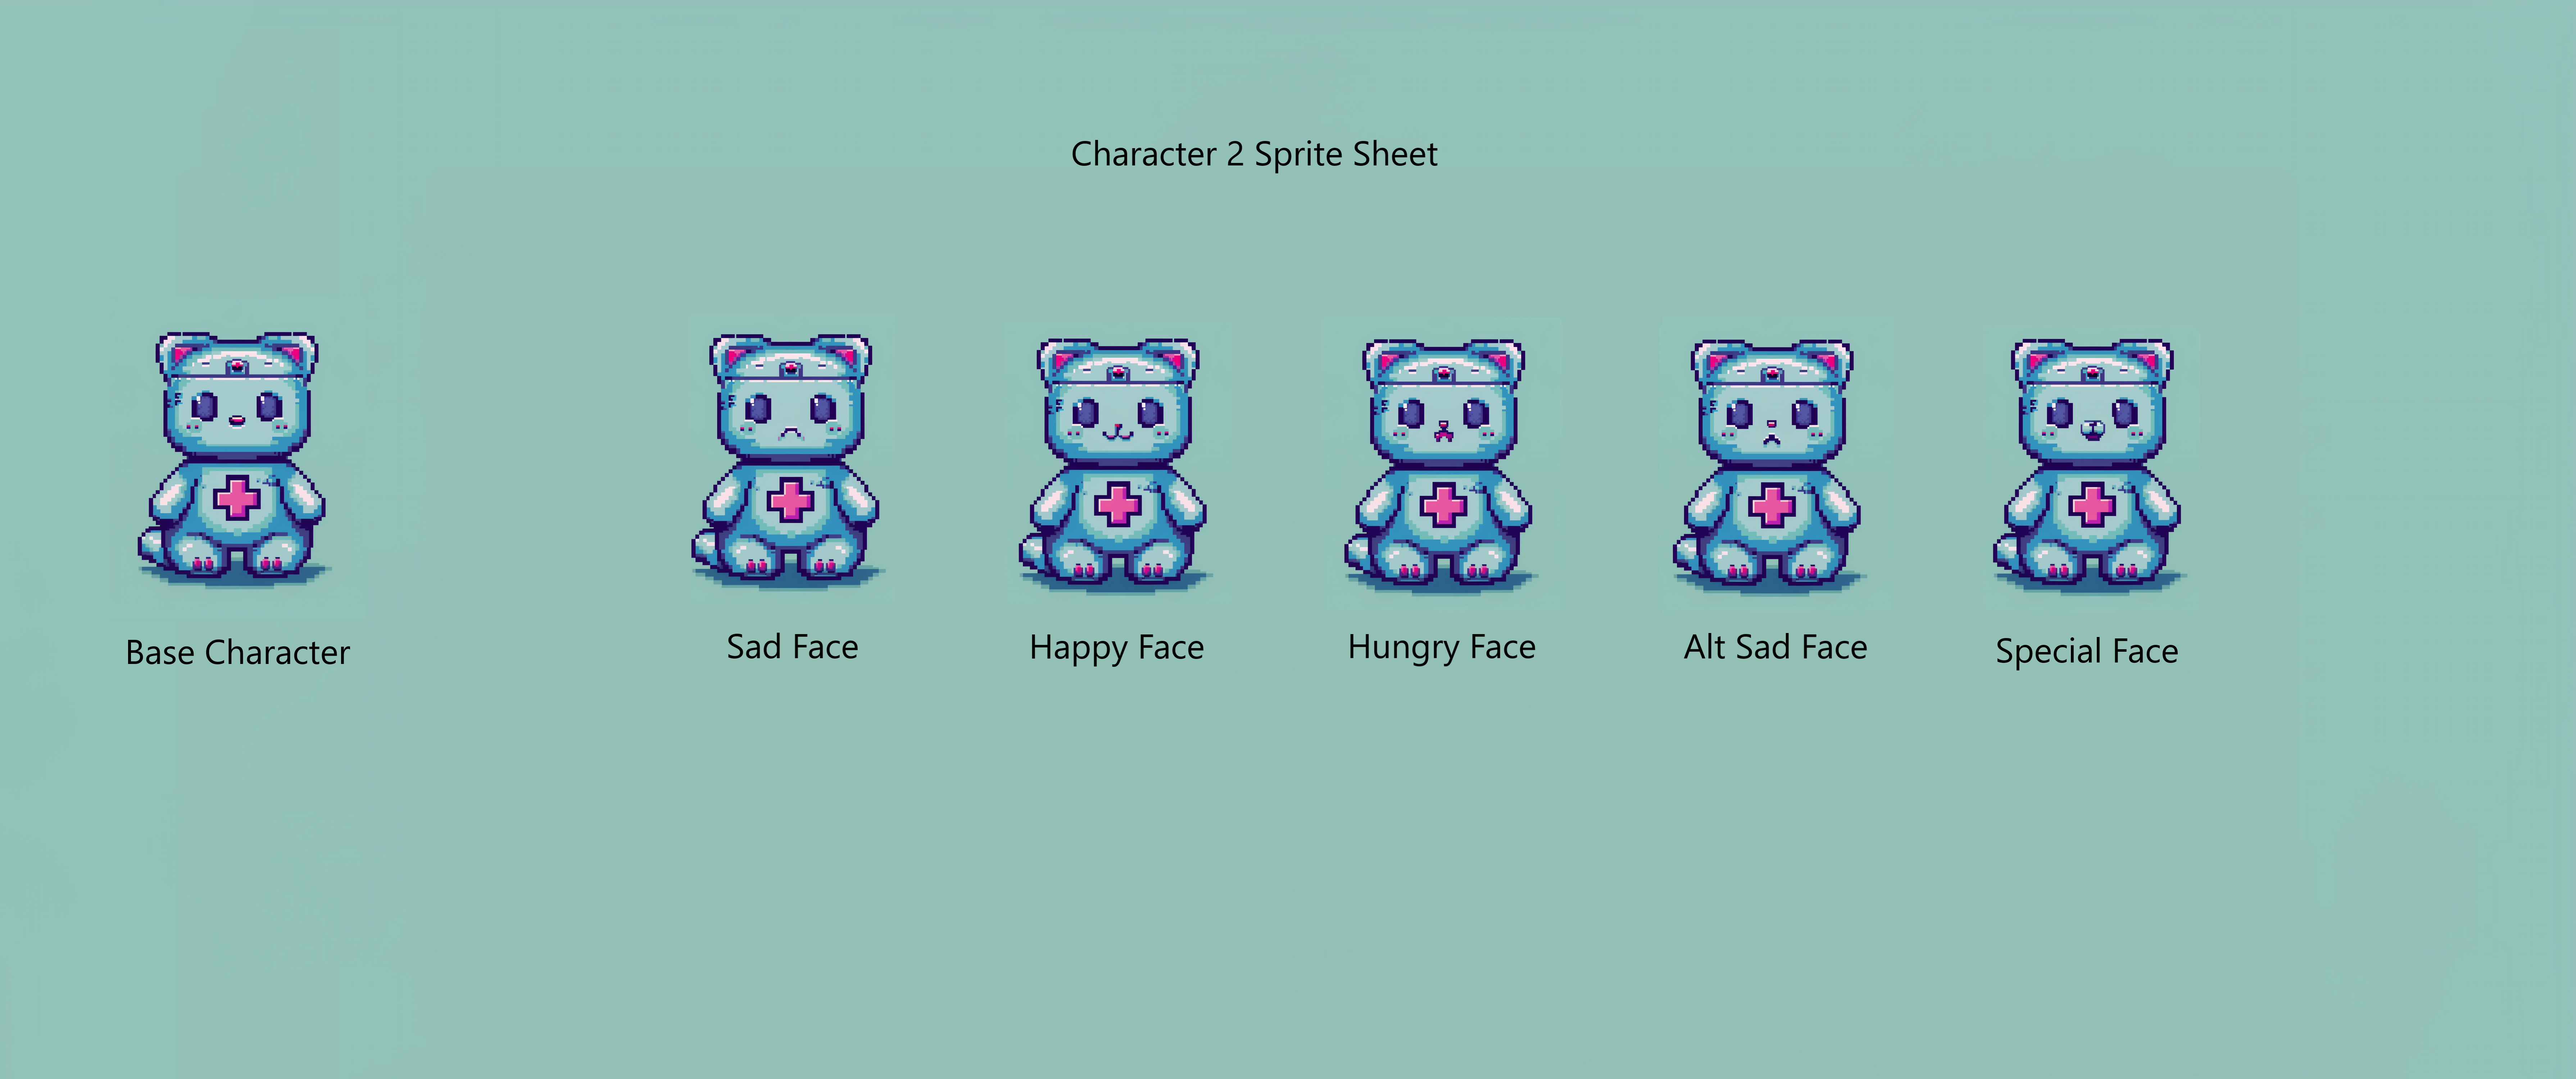 Character 2 Sprite Sheet
Base Character
Sad Face
Happy Face
Hungry Face
Alt Sad Face
Special Face